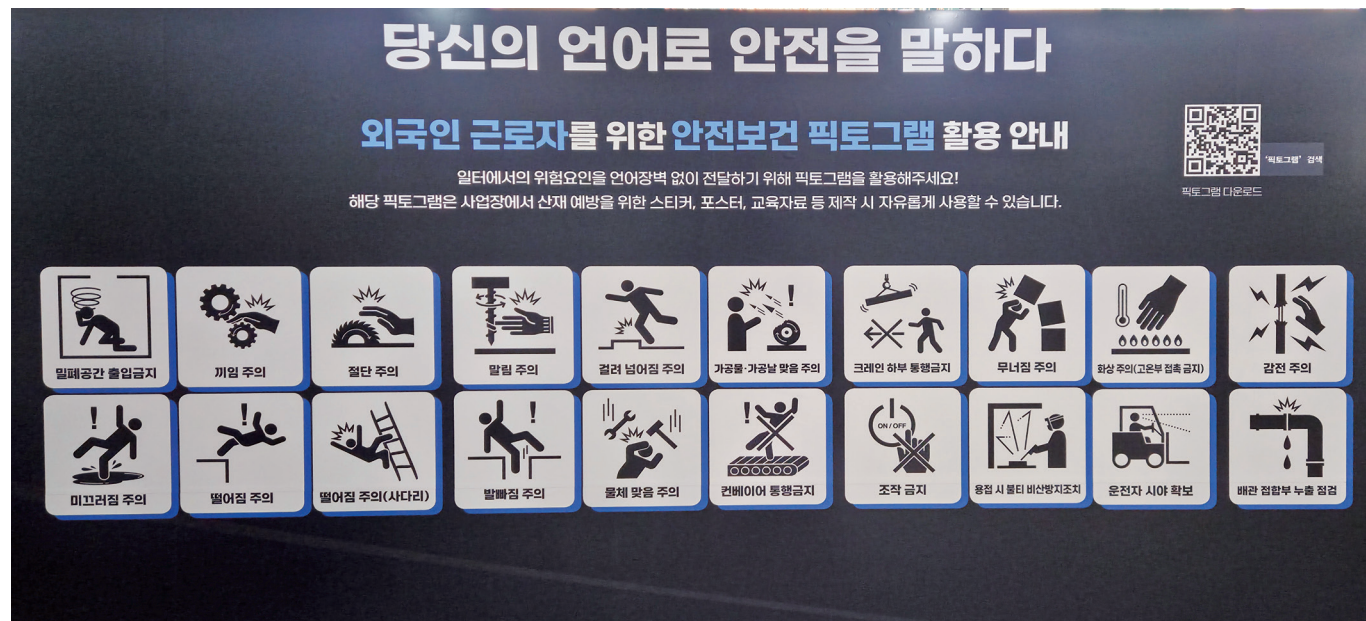 당신의 언어로 안전을 말하다
외국인 근로자를 위한 안전보건 픽토그램 활용 안내
일터에서의 위험요인을 언어장벽 없이 전달하기 위해 픽토그램을 활용해주세요!
해당 픽토그램은 사업장에서 산재 예방을 위한 스티커, 포스터, 교육자료 등 제작 시 자유롭게 사용할 수 있습니다.
'픽토그램' 검색
픽토그램 다운로드
밀폐공간 출입금지
끼임 주의
절단 주의
말림 주의
걸려 넘어짐 주의
가공물·가공날 맞음 주의
크레인 하부 통행금지
무너짐 주의
화상 주의(고온부 접촉 금지)
감전 주의
미끄러짐 주의
떨어짐 주의
떨어짐 주의(사다리)
발빠짐 주의
물체 맞음 주의
컨베이어 통행금지
ON / OFF
조작 금지
용접 시 불티 비산방지조치
운전자 시야 확보
배관 접합부 누출 점검